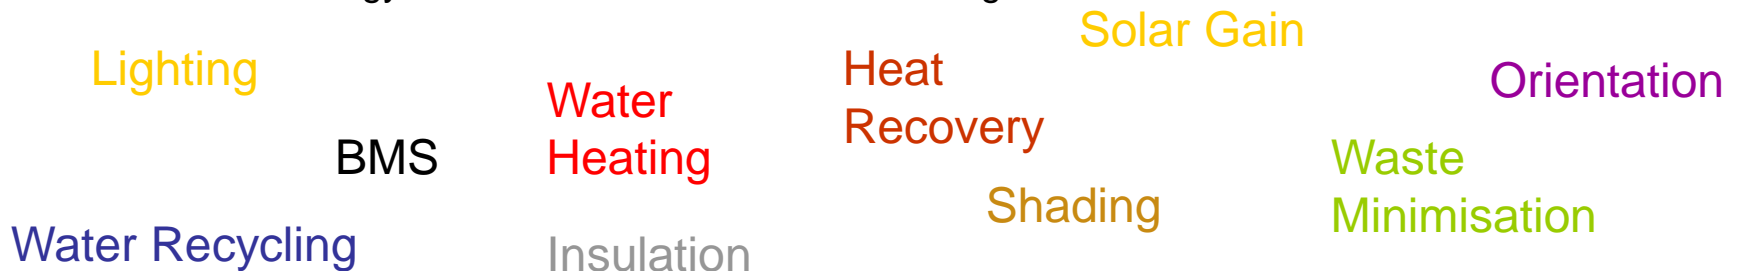 Solar Gain
Lighting
Heat
Recovery
Orientation
Water
Heating
BMS
Waste
Minimisation
Shading
Water Recycling
Insulation